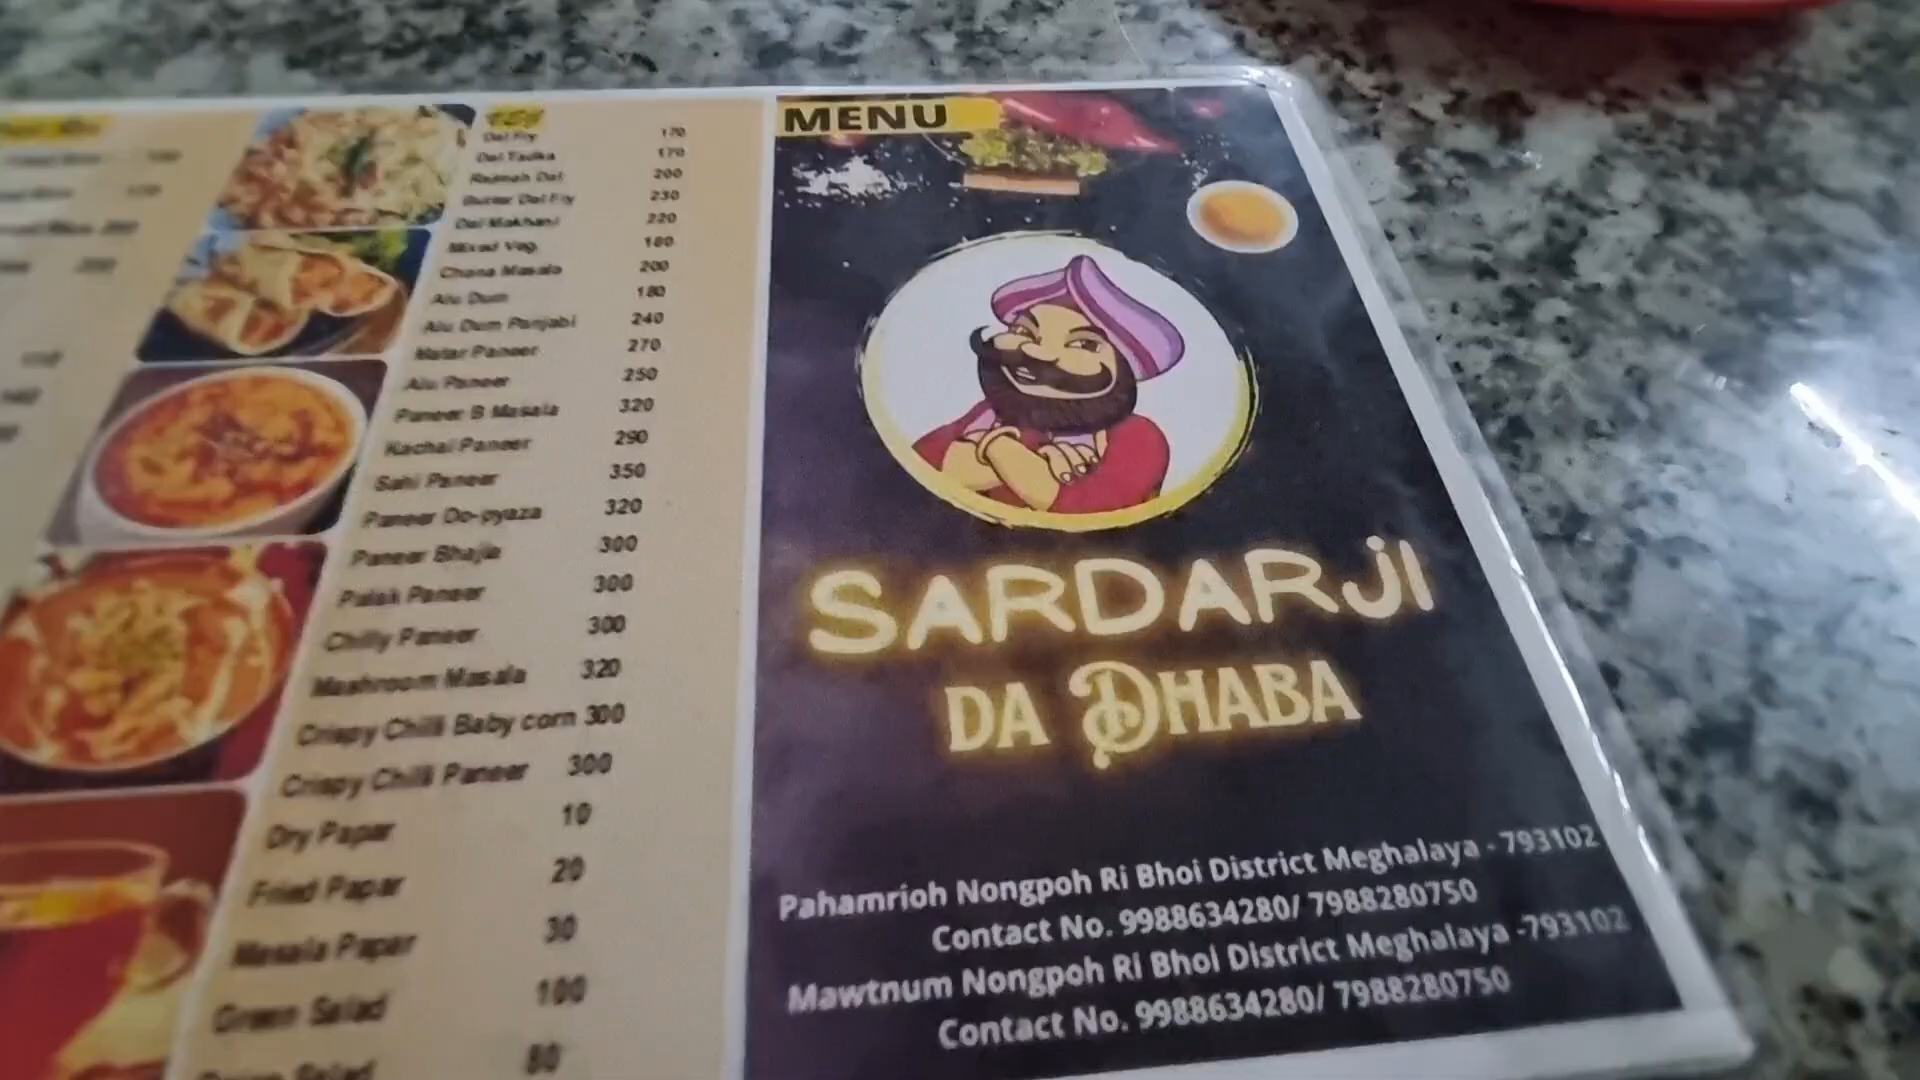 Dal Fry 170
Dal Tadka 170
Rajmah Dal 200
Butter Dal Fry 230
Dal Makhani 220
Mixed Veg 180
Chana Masala 200
Alu Dum 180
Alu Dum Panjabi 240
Matar Paneer 270
Alu Paneer 250
Paneer B Masala 320
Kachai Paneer 290
Sahi Paneer 350
Paneer Do-pyaza 320
Paneer Bhajia 300
Palak Paneer 300
Chilly Paneer 300
Mashroom Masala 320
Crispy Chilli Baby corn 300
Crispy Chilli Paneer 300
Dry Papar 10
Fried Papar 20
Masala Papar 30
Green Salad 100
Salad 80
MENU
SARDARJI
DA DHABA
Pahamrioh Nongpoh Ri Bhoi District Meghalaya - 793102
Contact No. 9988634280/ 7988280750
Mawtnum Nongpoh Ri Bhoi District Meghalaya -793102
Contact No. 9988634280/ 7988280750